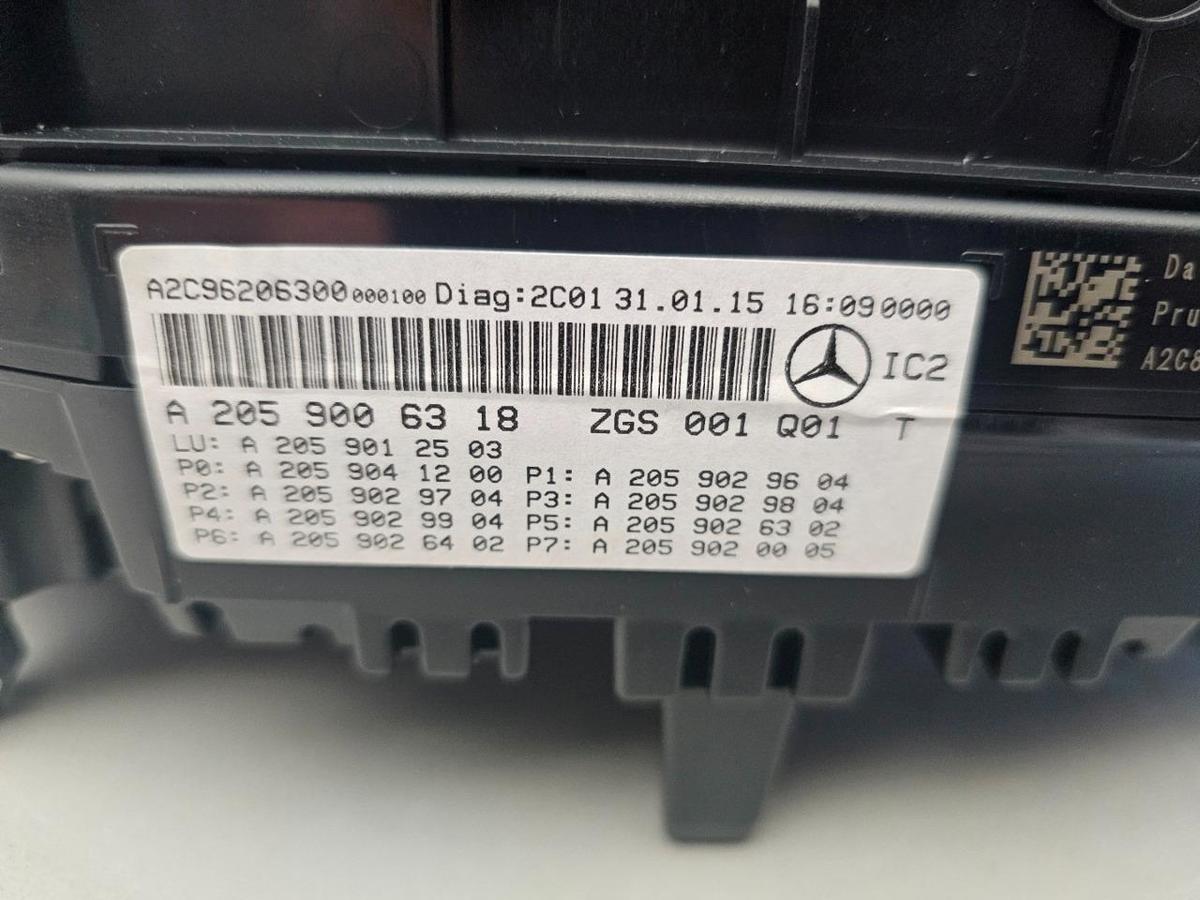 A2C96206300000100 Diag:2C01 31.01.15 16:090000
IC2
A 205 900 63 18 ZGS 001 Q01 T
LU: A 205 901 25 03
P0: A 205 904 12 00 P1: A 205 902 96 04
P2: A 205 902 97 04 P3: A 205 902 98 04
P4: A 205 902 99 04 P5: A 205 902 63 02
P6: A 205 902 64 02 P7: A 205 902 00 05
Da
Pru